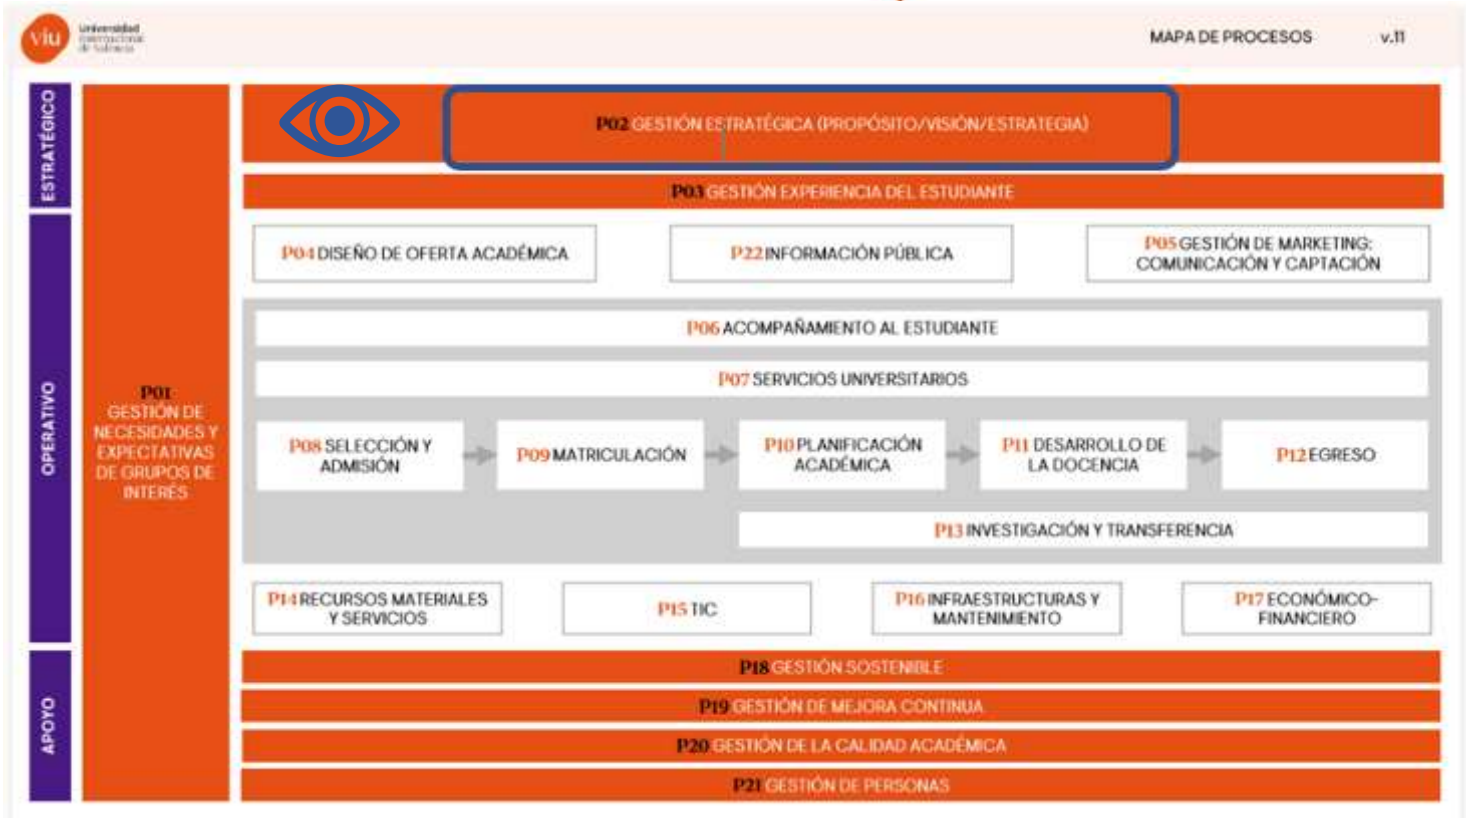 viu
Universidad
Internacional
de Valencia
MAPA DE PROCESOS
v.11
ESTRATÉGICO
P02 GESTIÓN ESTRATÉGICA (PROPÓSITO/VISIÓN/ESTRATEGIA)
P03 GESTIÓN EXPERIENCIA DEL ESTUDIANTE
OPERATIVO
P01
GESTIÓN DE
NECESIDADES Y
EXPECTATIVAS
DE GRUPOS DE
INTERÉS
P04 DISEÑO DE OFERTA ACADÉMICA
P22 INFORMACIÓN PÚBLICA
P05 GESTIÓN DE MARKETING:
COMUNICACIÓN Y CAPTACIÓN
P06 ACOMPAÑAMIENTO AL ESTUDIANTE
P07 SERVICIOS UNIVERSITARIOS
P08 SELECCIÓN Y
ADMISIÓN
P09 MATRICULACIÓN
P10 PLANIFICACIÓN
ACADÉMICA
P11 DESARROLLO DE
LA DOCENCIA
P12 EGRESO
P13 INVESTIGACIÓN Y TRANSFERENCIA
P14 RECURSOS MATERIALES
Y SERVICIOS
P15 TIC
P16 INFRAESTRUCTURAS Y
MANTENIMIENTO
P17 ECONÓMICO-
FINANCIERO
APOYO
P18 GESTIÓN SOSTENIBLE
P19 GESTIÓN DE MEJORA CONTINUA
P20 GESTIÓN DE LA CALIDAD ACADÉMICA
P21 GESTIÓN DE PERSONAS